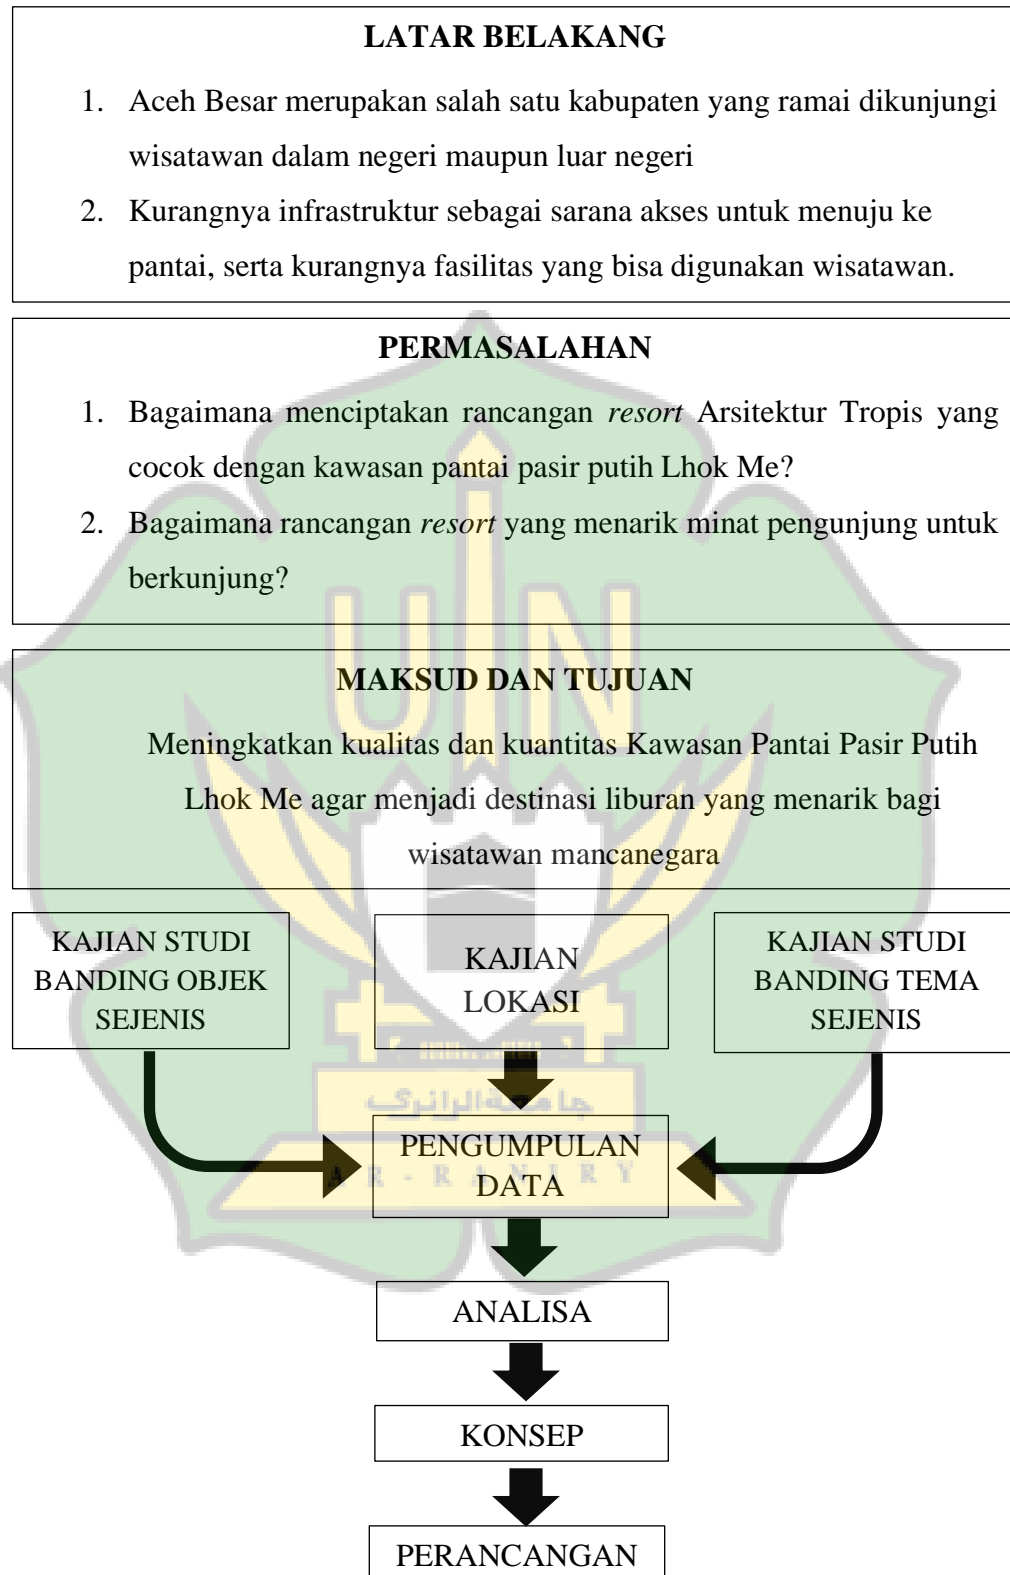 LATAR BELAKANG
1. Aceh Besar merupakan salah satu kabupaten yang ramai dikunjungi
wisatawan dalam negeri maupun luar negeri
2. Kurangnya infrastruktur sebagai sarana akses untuk menuju ke
pantai, serta kurangnya fasilitas yang bisa digunakan wisatawan.
PERMASALAHAN
1. Bagaimana menciptakan rancangan resort Arsitektur Tropis yang
cocok dengan kawasan pantai pasir putih Lhok Me?
2. Bagaimana rancangan resort yang menarik minat pengunjung untuk
berkunjung?
UIN
MAKSUD DAN TUJUAN
Meningkatkan kualitas dan kuantitas Kawasan Pantai Pasir Putih
Lhok Me agar menjadi destinasi liburan yang menarik bagi
wisatawan mancanegara
KAJIAN STUDI
BANDING OBJEK
SEJENIS
KAJIAN
LOKASI
KAJIAN STUDI
BANDING TEMA
SEJENIS
جامعة الرانري
PENGUMPULAN
DATA
AR-RANIRY
ANALISA
KONSEP
PERANCANGAN